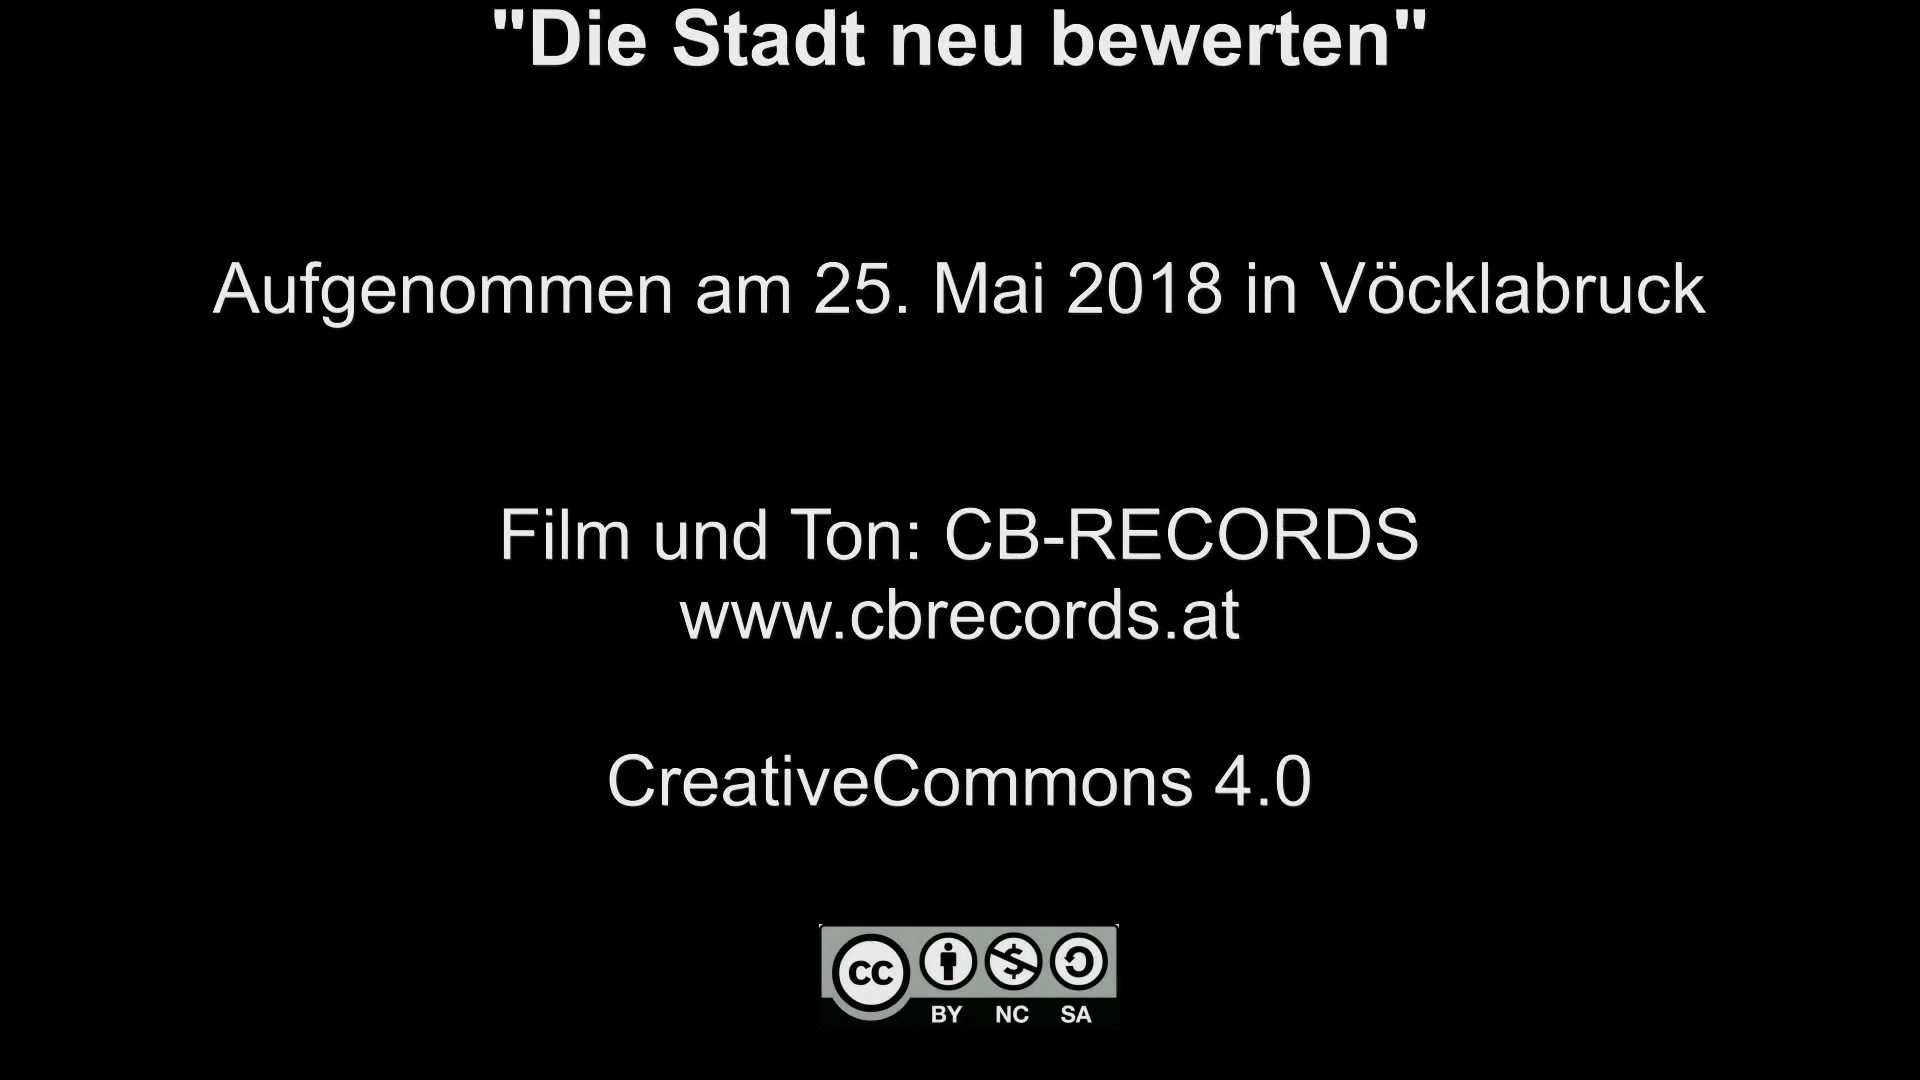 "Die Stadt neu bewerten"
Aufgenommen am 25. Mai 2018 in Vöcklabruck
Film und Ton: CB-RECORDS
www.cbrecords.at
CreativeCommons 4.0
cc
BY NC SA